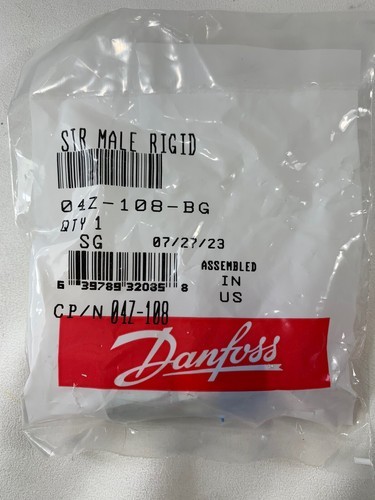 STR MALE RIGID
04Z-108-BG
QTY 1
SG 07/27/23
ASSEMBLED
IN
US
6 39789 32085 8
CP/N 04Z-108
Danfoss